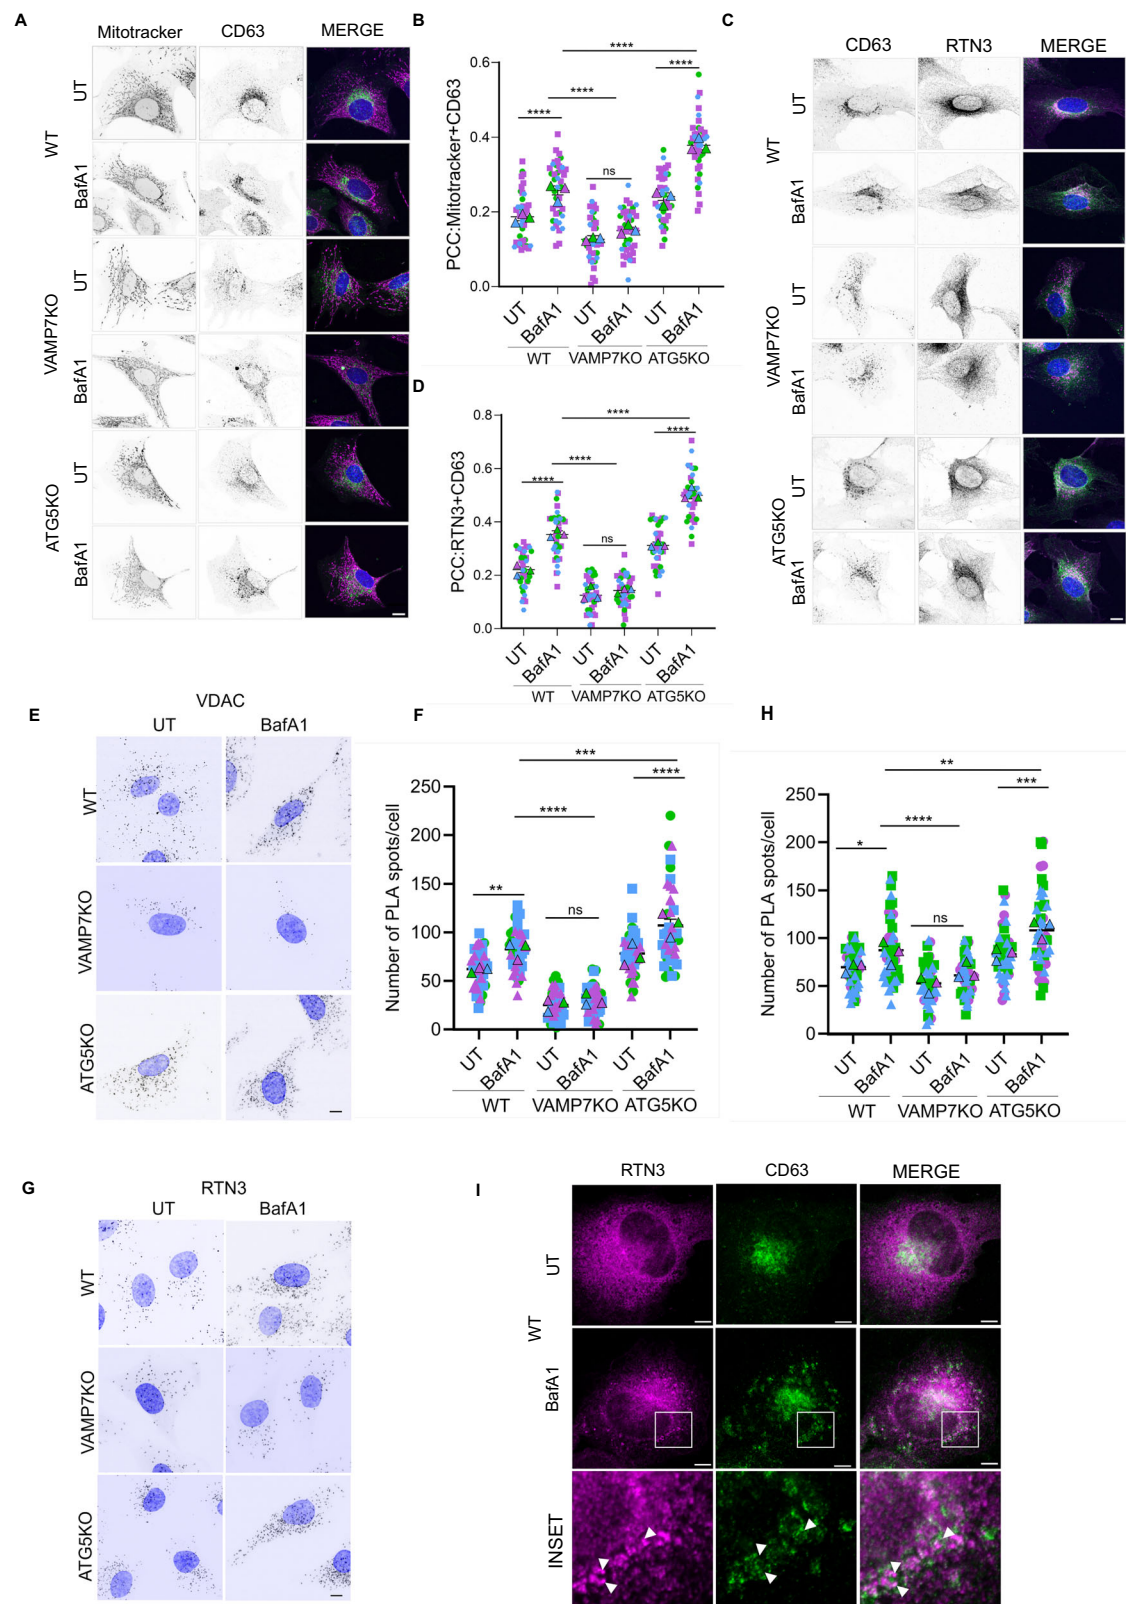 A
Mitotracker CD63 MERGE
WT
UT
BafA1
VAMP7KO
UT
BafA1
ATG5KO
UT
BafA1
B
PCC:Mitotracker+CD63
0.6
0.4
0.2
0.0
****
****
****
****
ns
UT BafA1 UT BafA1 UT BafA1
WT VAMP7KO ATG5KO
C
CD63 RTN3 MERGE
WT
UT
BafA1
VAMP7KO
UT
BafA1
ATG5KO
UT
BafA1
D
PCC:RTN3+CD63
0.8
0.6
0.4
0.2
0.0
****
****
****
****
ns
UT BafA1 UT BafA1 UT BafA1
WT VAMP7KO ATG5KO
E
VDAC
UT BafA1
WT
VAMP7KO
ATG5KO
F
Number of PLA spots/cell
250
200
150
100
50
0
***
****
****
**
ns
UT BafA1 UT BafA1 UT BafA1
WT VAMP7KO ATG5KO
H
Number of PLA spots/cell
250
200
150
100
50
0
**
***
****
*
ns
UT BafA1 UT BafA1 UT BafA1
WT VAMP7KO ATG5KO
G
RTN3
UT BafA1
WT
VAMP7KO
ATG5KO
I
RTN3 CD63 MERGE
WT
UT
BafA1
INSET